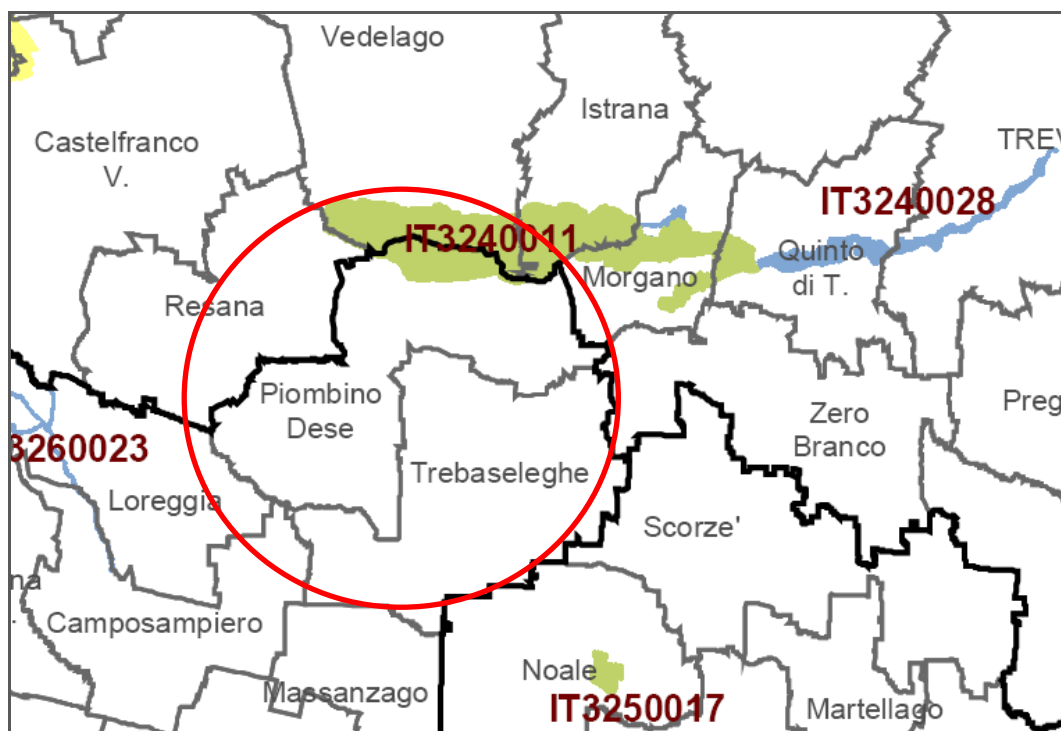 Vedelago
Istrana
Castelfranco
V.
TREV
IT3240028
IT3240011
Quinto
di T.
Morgano
Resana
Piombino
Dese
Zero
Branco
Preg
3260023
Trebaseleghe
Loreggia
Scorze'
na
Camposampiero
Noale
Massanzago
IT3250017
Martellago